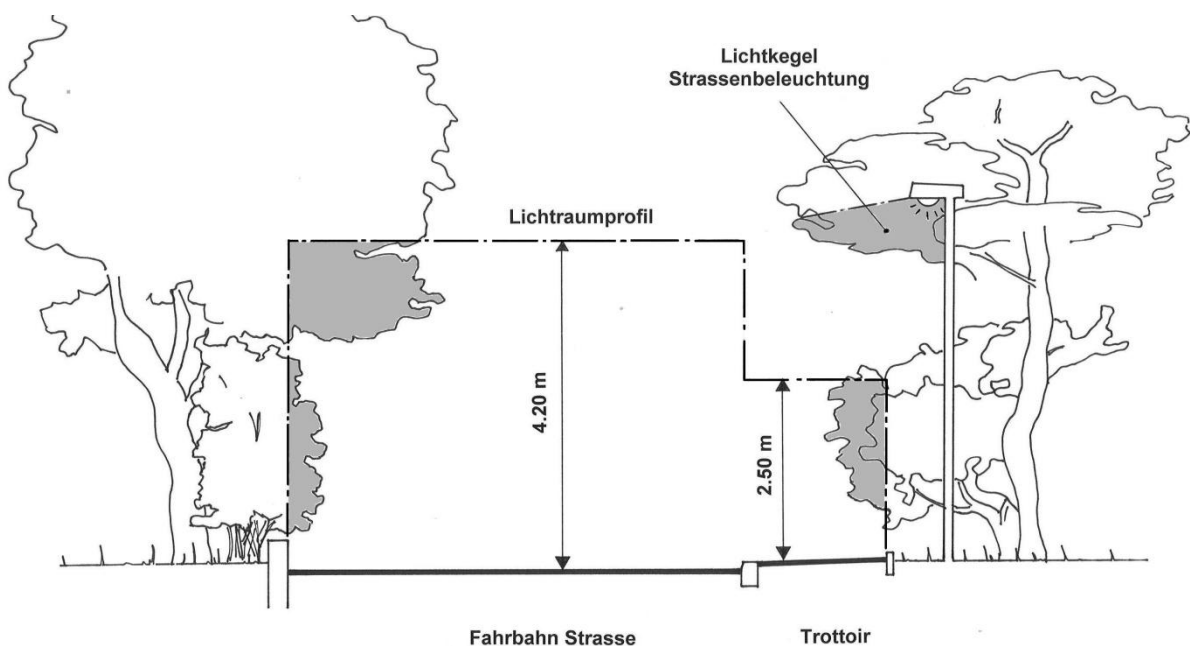 Lichtkegel
Strassenbeleuchtung
Lichtraumprofil
4.20 m
2.50 m
Fahrbahn Strasse
Trottoir